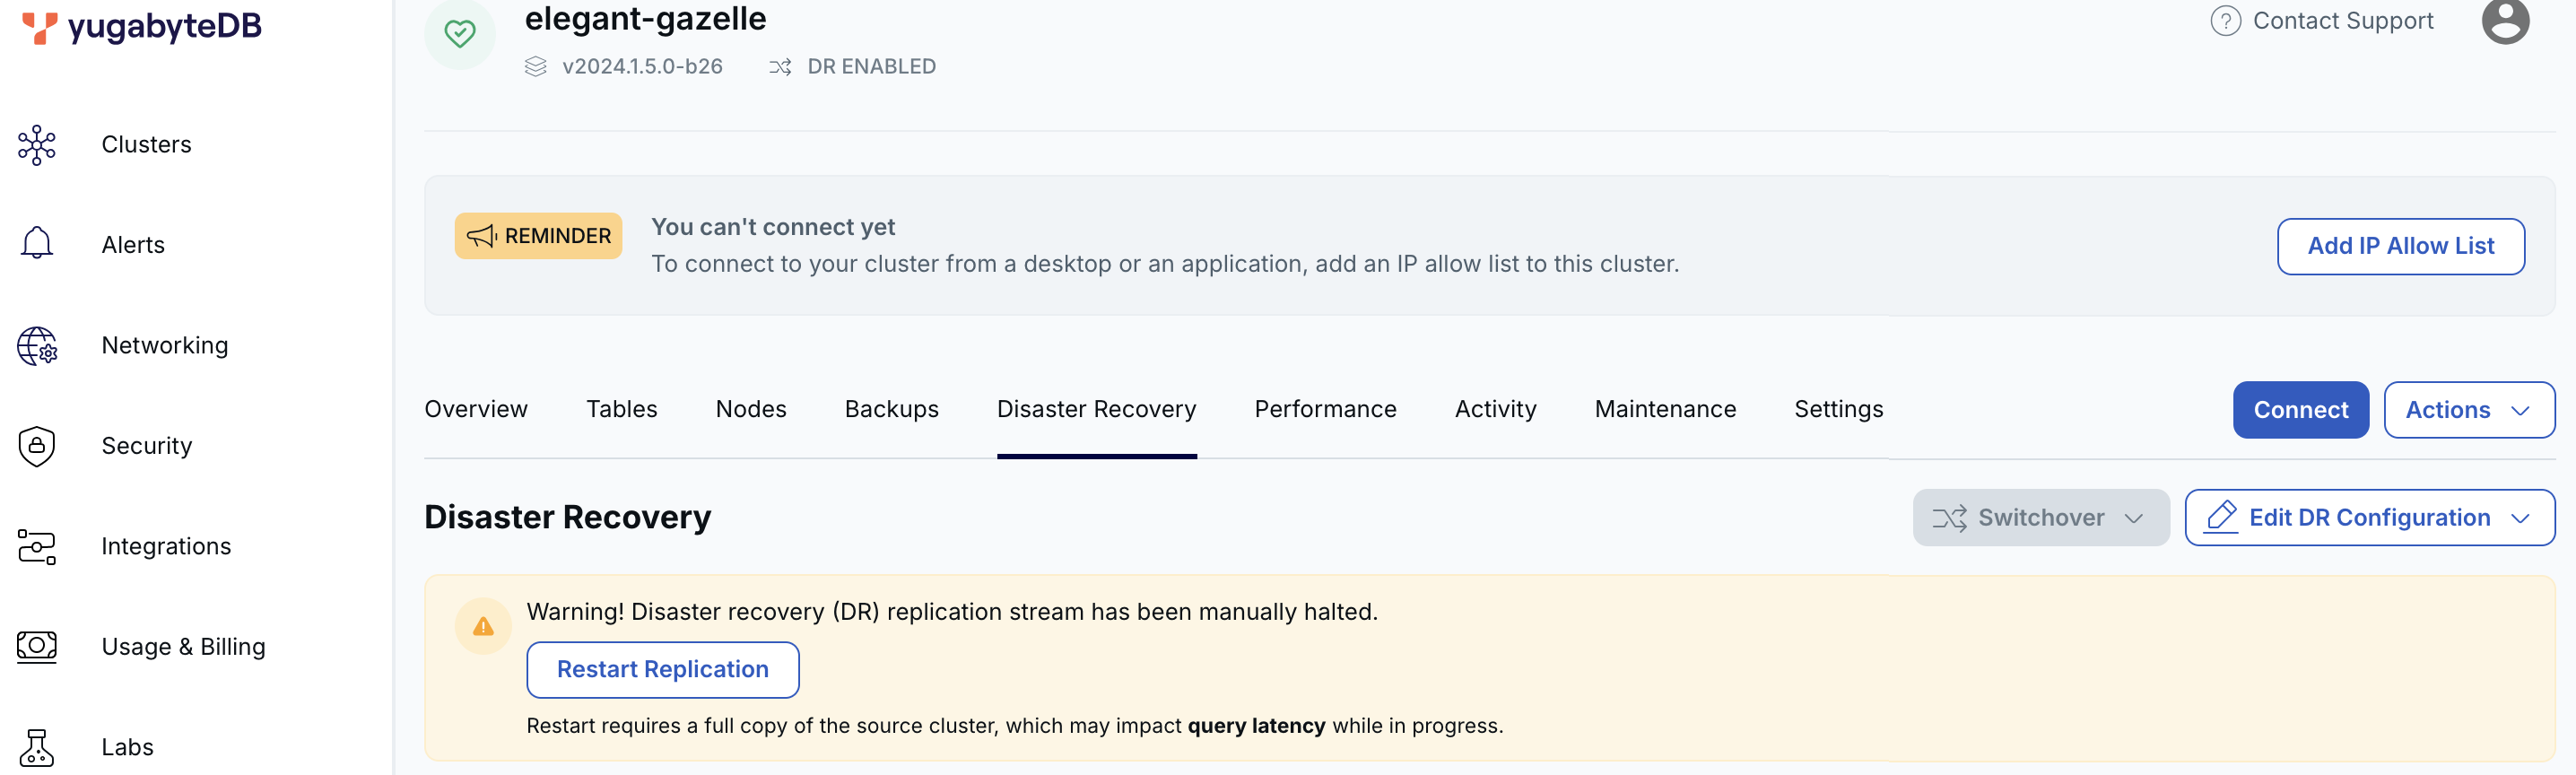 yugabyteDB
Clusters
Alerts
Networking
Security
Integrations
Usage & Billing
Labs
elegant-gazelle
v2024.1.5.0-b26 DR ENABLED
Contact Support
REMINDER
You can't connect yet
To connect to your cluster from a desktop or an application, add an IP allow list to this cluster.
Add IP Allow List
Overview Tables Nodes Backups Disaster Recovery Performance Activity Maintenance Settings
Connect Actions
Disaster Recovery
Switchover Edit DR Configuration
Warning! Disaster recovery (DR) replication stream has been manually halted.
Restart Replication
Restart requires a full copy of the source cluster, which may impact query latency while in progress.